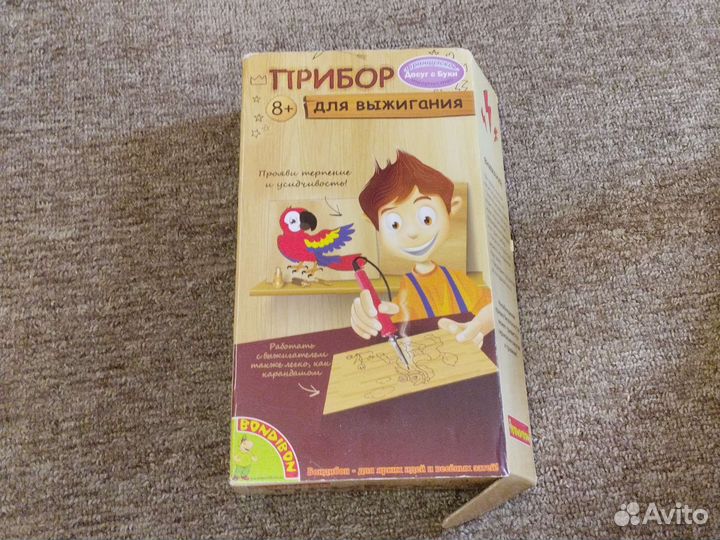 ПРИБОР
Досуг с Буки
8+
для выжигания
Прояви терпение
и усидчивость!
Работать
с выжигателем
также легко, как
карандашом
BONDIBON
Бондибон - для ярких идей и весёлых затей!
Avito